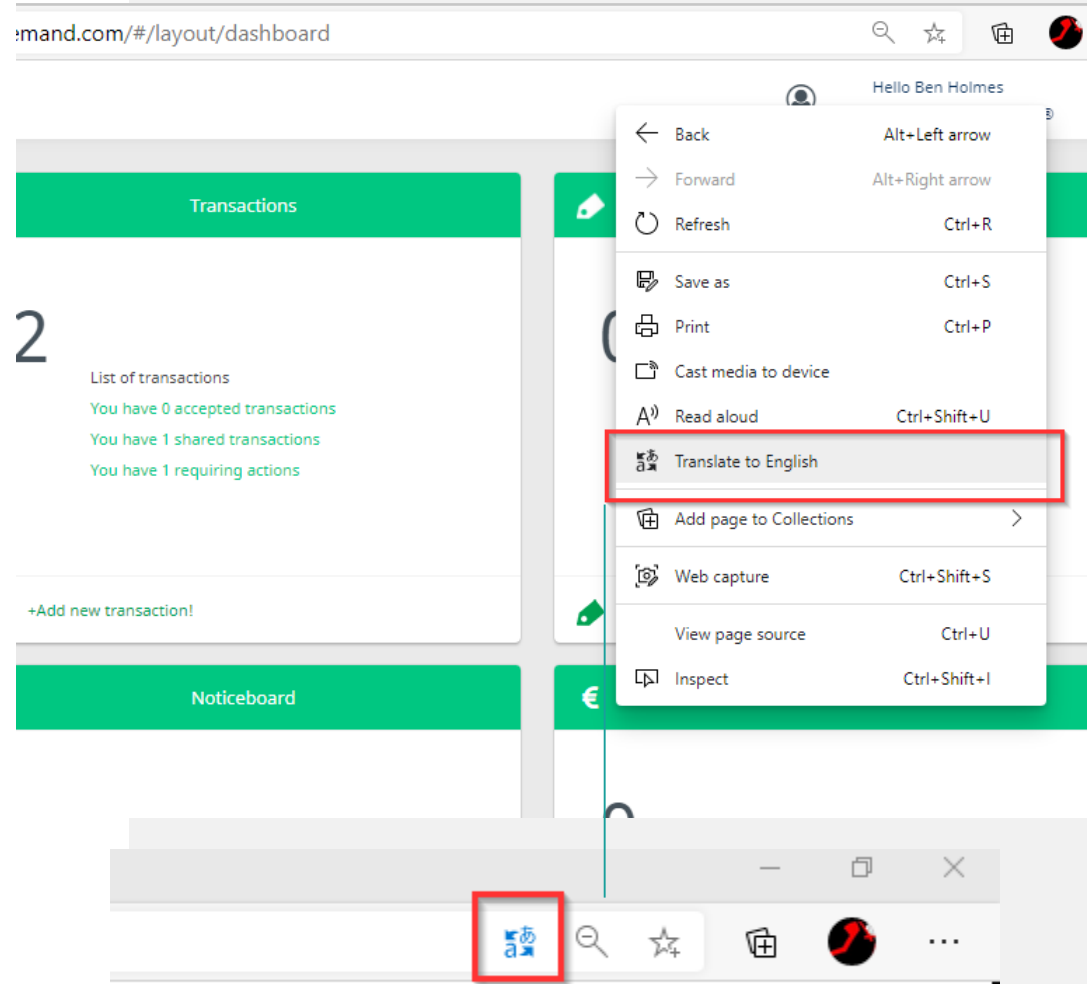 emand.com/#/layout/dashboard
Hello Ben Holmes
®
Back Alt+Left arrow
Forward Alt+Right arrow
Transactions
Refresh Ctrl+R
Save as Ctrl+S
2
Print Ctrl+P
List of transactions
Cast media to device
You have 0 accepted transactions
Read aloud Ctrl+Shift+U
You have 1 shared transactions
Translate to English
You have 1 requiring actions
Add page to Collections
Web capture Ctrl+Shift+S
+Add new transaction!
View page source Ctrl+U
Inspect Ctrl+Shift+I
Noticeboard
€